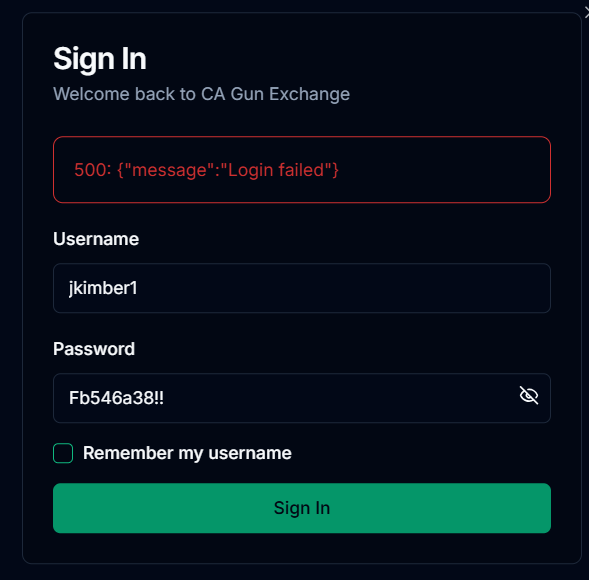 Sign In
Welcome back to CA Gun Exchange
500: {"message":"Login failed"}
Username
jkimber1
Password
Fb546a38!!
Remember my username
Sign In